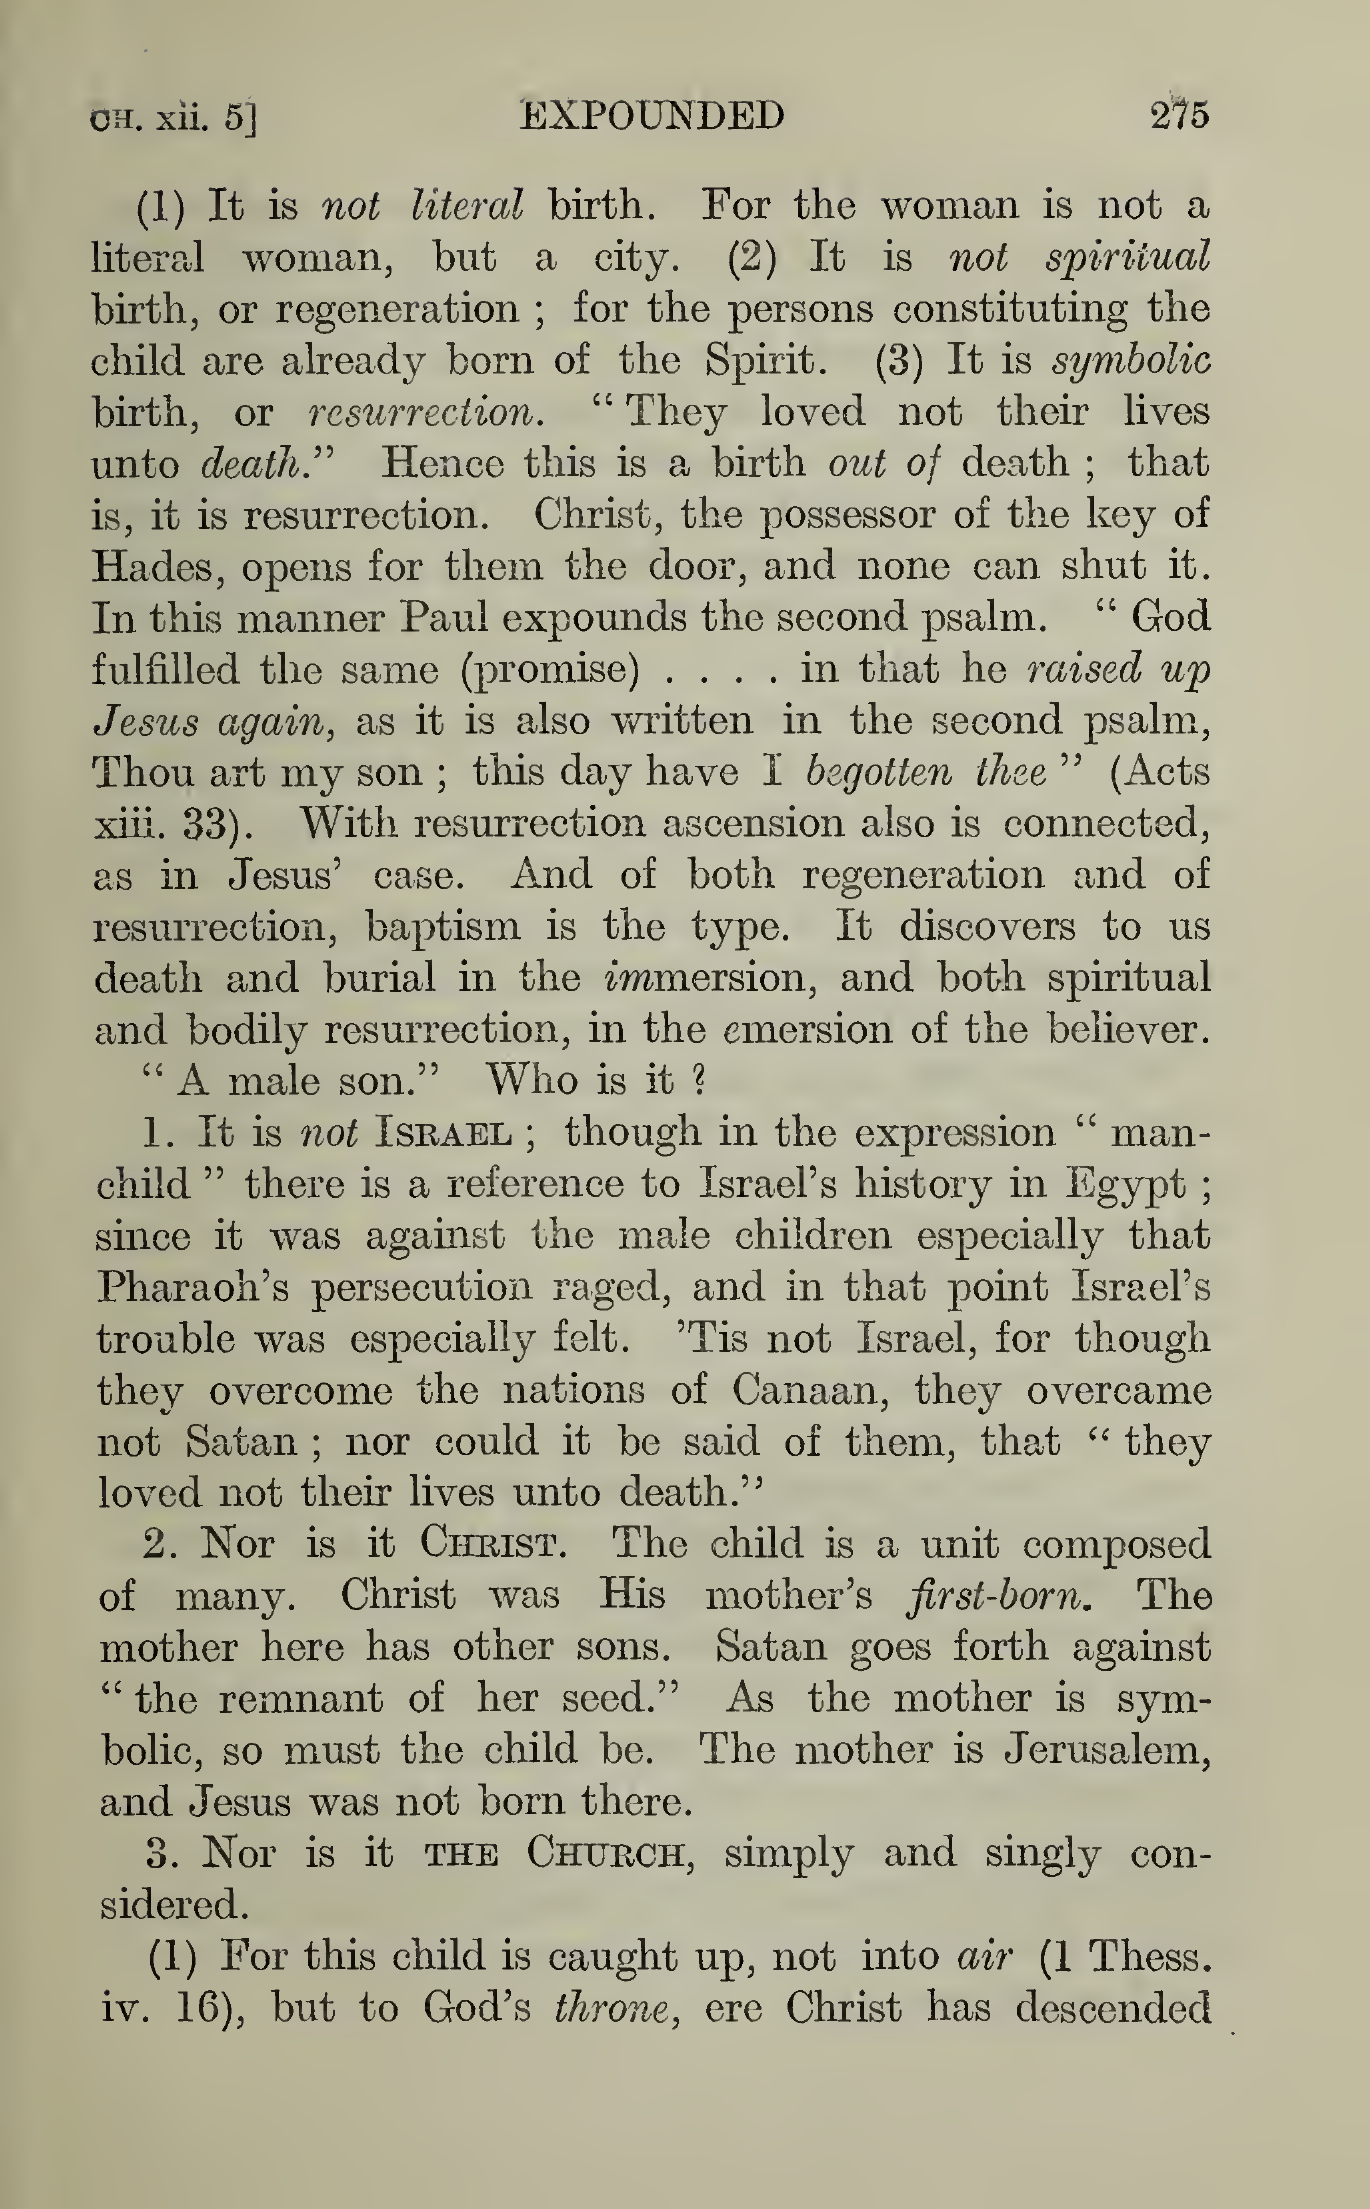 CH. xii. 5] EXPOUNDED 275
(1) It is not literal birth. For the woman is not a
literal woman, but a city. (2) It is not spiritual
birth, or regeneration ; for the persons constituting the
child are already born of the Spirit. (3) It is symbolic
birth, or resurrection. “ They loved not their lives
unto death.” Hence this is a birth out of death ; that
is, it is resurrection. Christ, the possessor of the key of
Hades, opens for them the door, and none can shut it.
In this manner Paul expounds the second psalm. “ God
fulfilled the same (promise) . . . . in that he raised up
Jesus again, as it is also written in the second psalm,
Thou art my son ; this day have I begotten thee ” (Acts
xiii. 33). With resurrection ascension also is connected,
as in Jesus’ case. And of both regeneration and of
resurrection, baptism is the type. It discovers to us
death and burial in the immersion, and both spiritual
and bodily resurrection, in the emersion of the believer.
“ A male son.” Who is it ?
1. It is not ISRAEL ; though in the expression “ man-
child ” there is a reference to Israel’s history in Egypt ;
since it was against the male children especially that
Pharaoh’s persecution raged, and in that point Israel’s
trouble was especially felt. ’Tis not Israel, for though
they overcome the nations of Canaan, they overcame
not Satan ; nor could it be said of them, that “ they
loved not their lives unto death.”
2. Nor is it CHRIST. The child is a unit composed
of many. Christ was His mother’s first-born. The
mother here has other sons. Satan goes forth against
“ the remnant of her seed.” As the mother is sym-
bolic, so must the child be. The mother is Jerusalem,
and Jesus was not born there.
3. Nor is it THE CHURCH, simply and singly con-
sidered.
(1) For this child is caught up, not into air (1 Thess.
iv. 16), but to God’s throne, ere Christ has descended